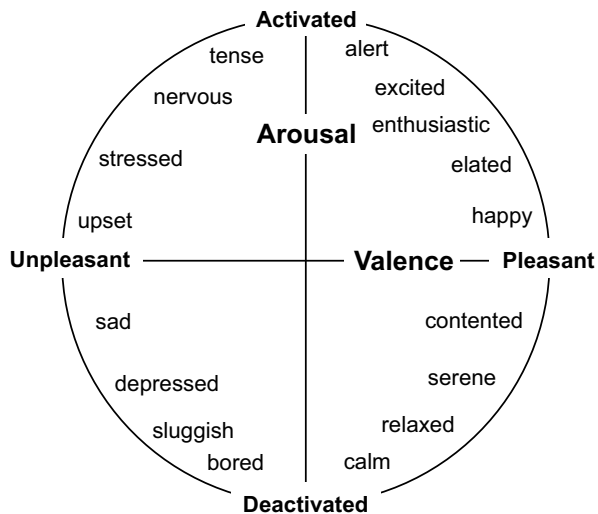 Activated
tense
alert
nervous
excited
Arousal
enthusiastic
stressed
elated
upset
happy
Unpleasant
Valence
Pleasant
sad
contented
depressed
serene
sluggish
relaxed
bored
calm
Deactivated